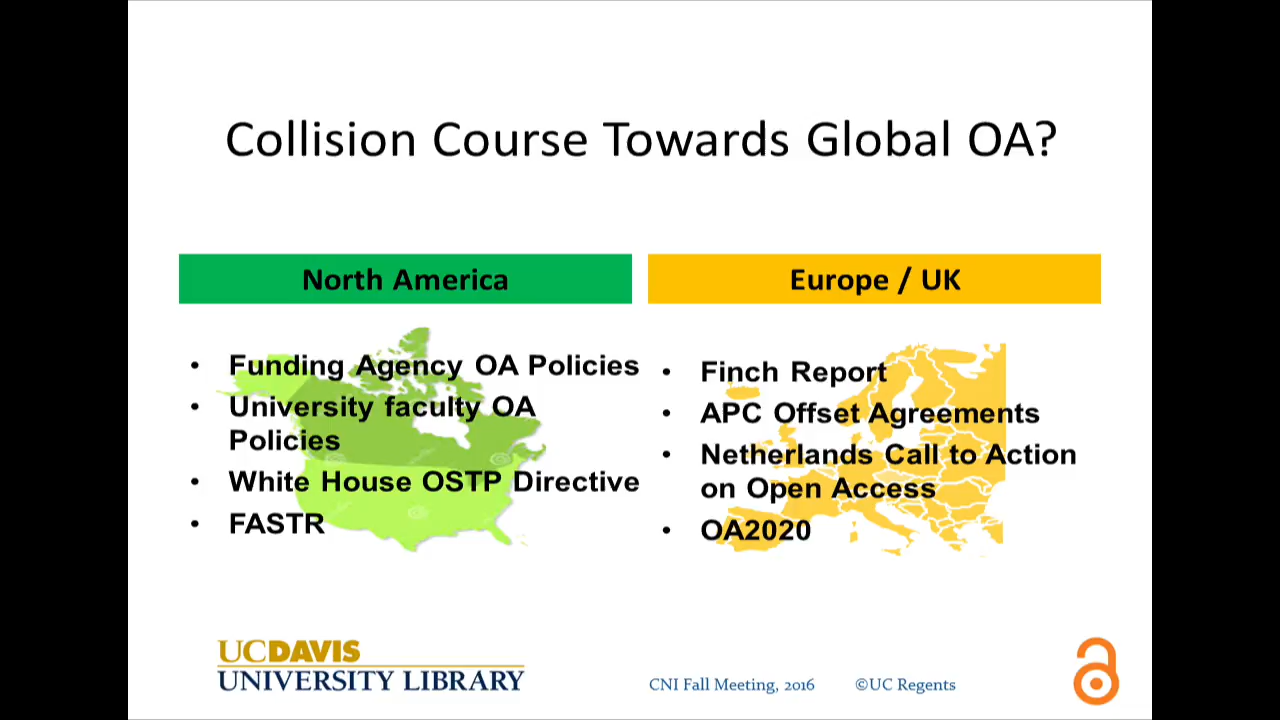 Collision Course Towards Global OA?
North America
• Funding Agency OA Policies
• University faculty OA
Policies
• White House OSTP Directive
• FASTR
Europe / UK
• Finch Report
• APC Offset Agreements
• Netherlands Call to Action
on Open Access
• OA2020
UCDAVIS
UNIVERSITY LIBRARY
CNI Fall Meeting, 2016 ©UC Regents